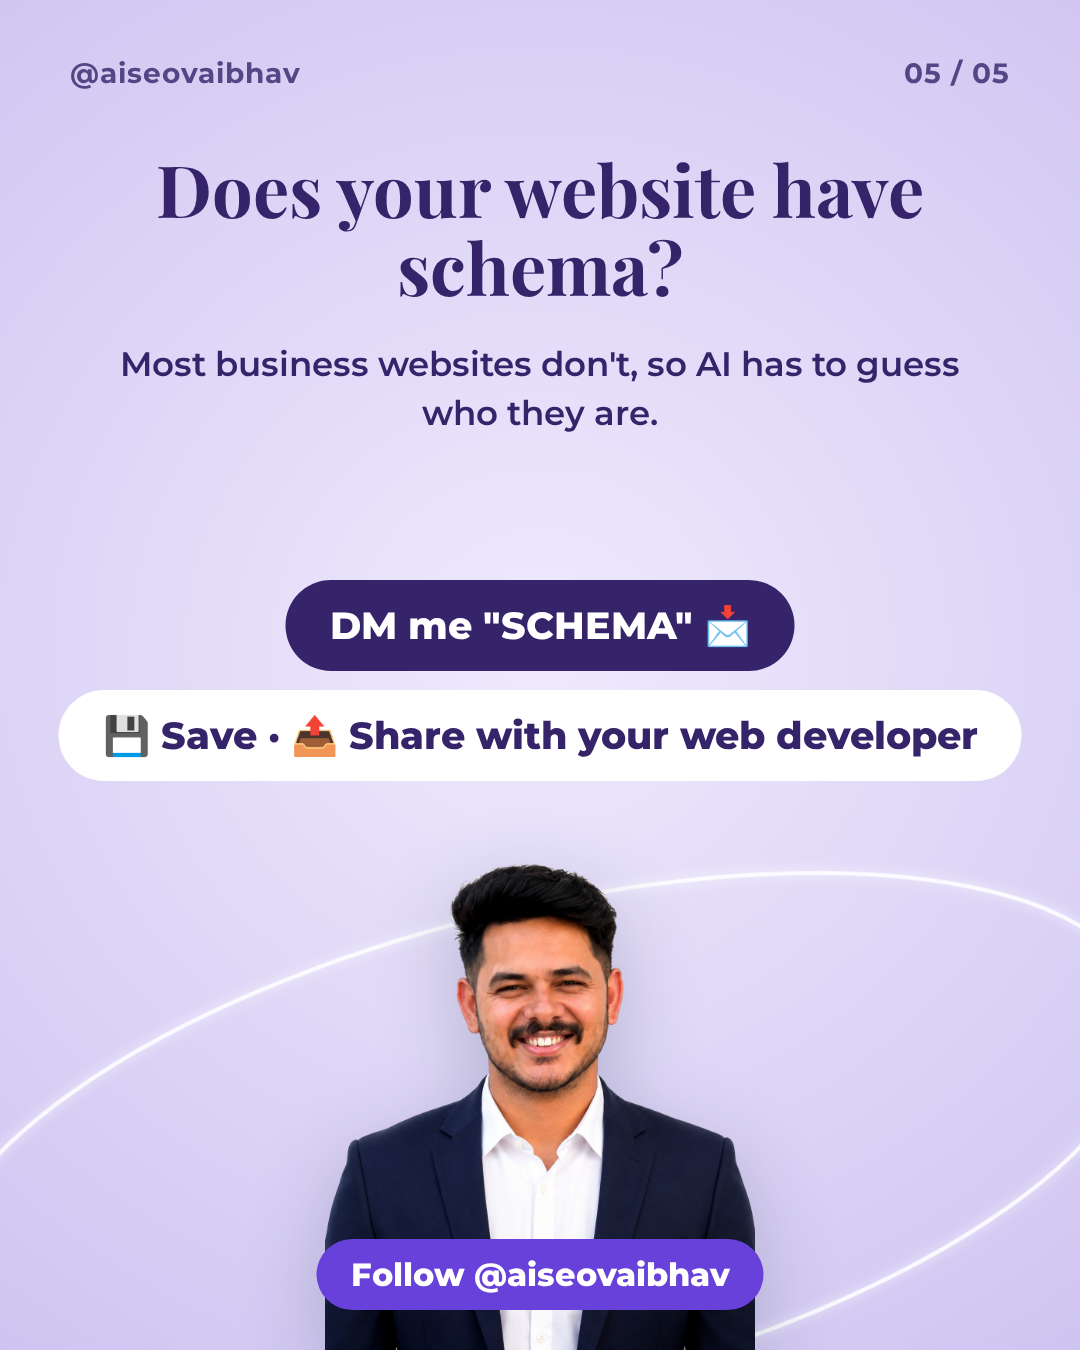 @aiseovaibhav
05 / 05
Does your website have
schema?
Most business websites don't, so AI has to guess
who they are.
DM me "SCHEMA" 📩
💾 Save · 📤 Share with your web developer
Follow @aiseovaibhav